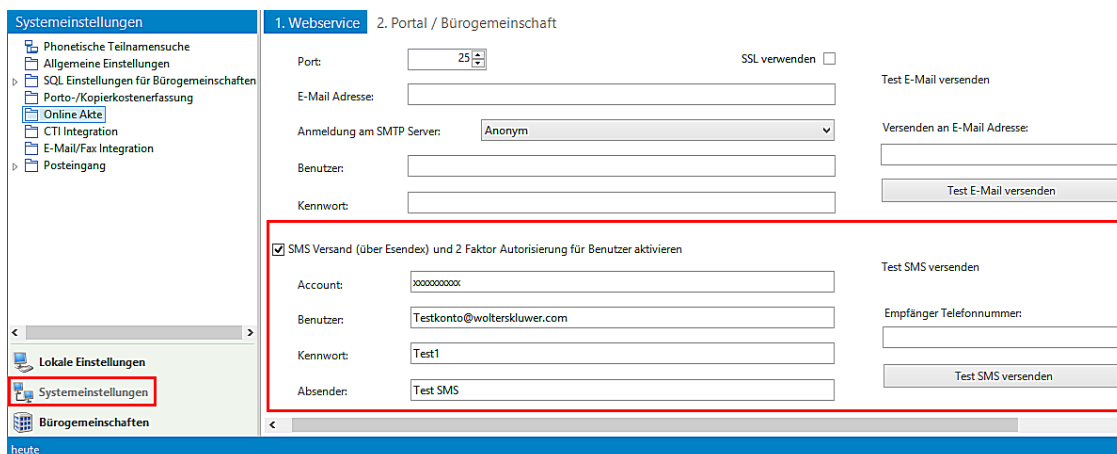 Systemeinstellungen
Phonetische Teilnamensuche
Allgemeine Einstellungen
SQL Einstellungen für Bürogemeinschaften
Porto-/Kopierkostenerfassung
Online Akte
CTI Integration
E-Mail/Fax Integration
Posteingang
Lokale Einstellungen
Systemeinstellungen
Bürogemeinschaften
heute
1. Webservice 2. Portal / Bürogemeinschaft
Port: 25 SSL verwenden
E-Mail Adresse:
Anmeldung am SMTP Server: Anonym
Benutzer:
Kennwort:
Test E-Mail versenden
Versenden an E-Mail Adresse:
Test E-Mail versenden
SMS Versand (über Esendex) und 2 Faktor Autorisierung für Benutzer aktivieren
Account: xxxxxxxxxx
Benutzer: Testkonto@wolterskluwer.com
Kennwort: Test1
Absender: Test SMS
Test SMS versenden
Empfänger Telefonnummer:
Test SMS versenden